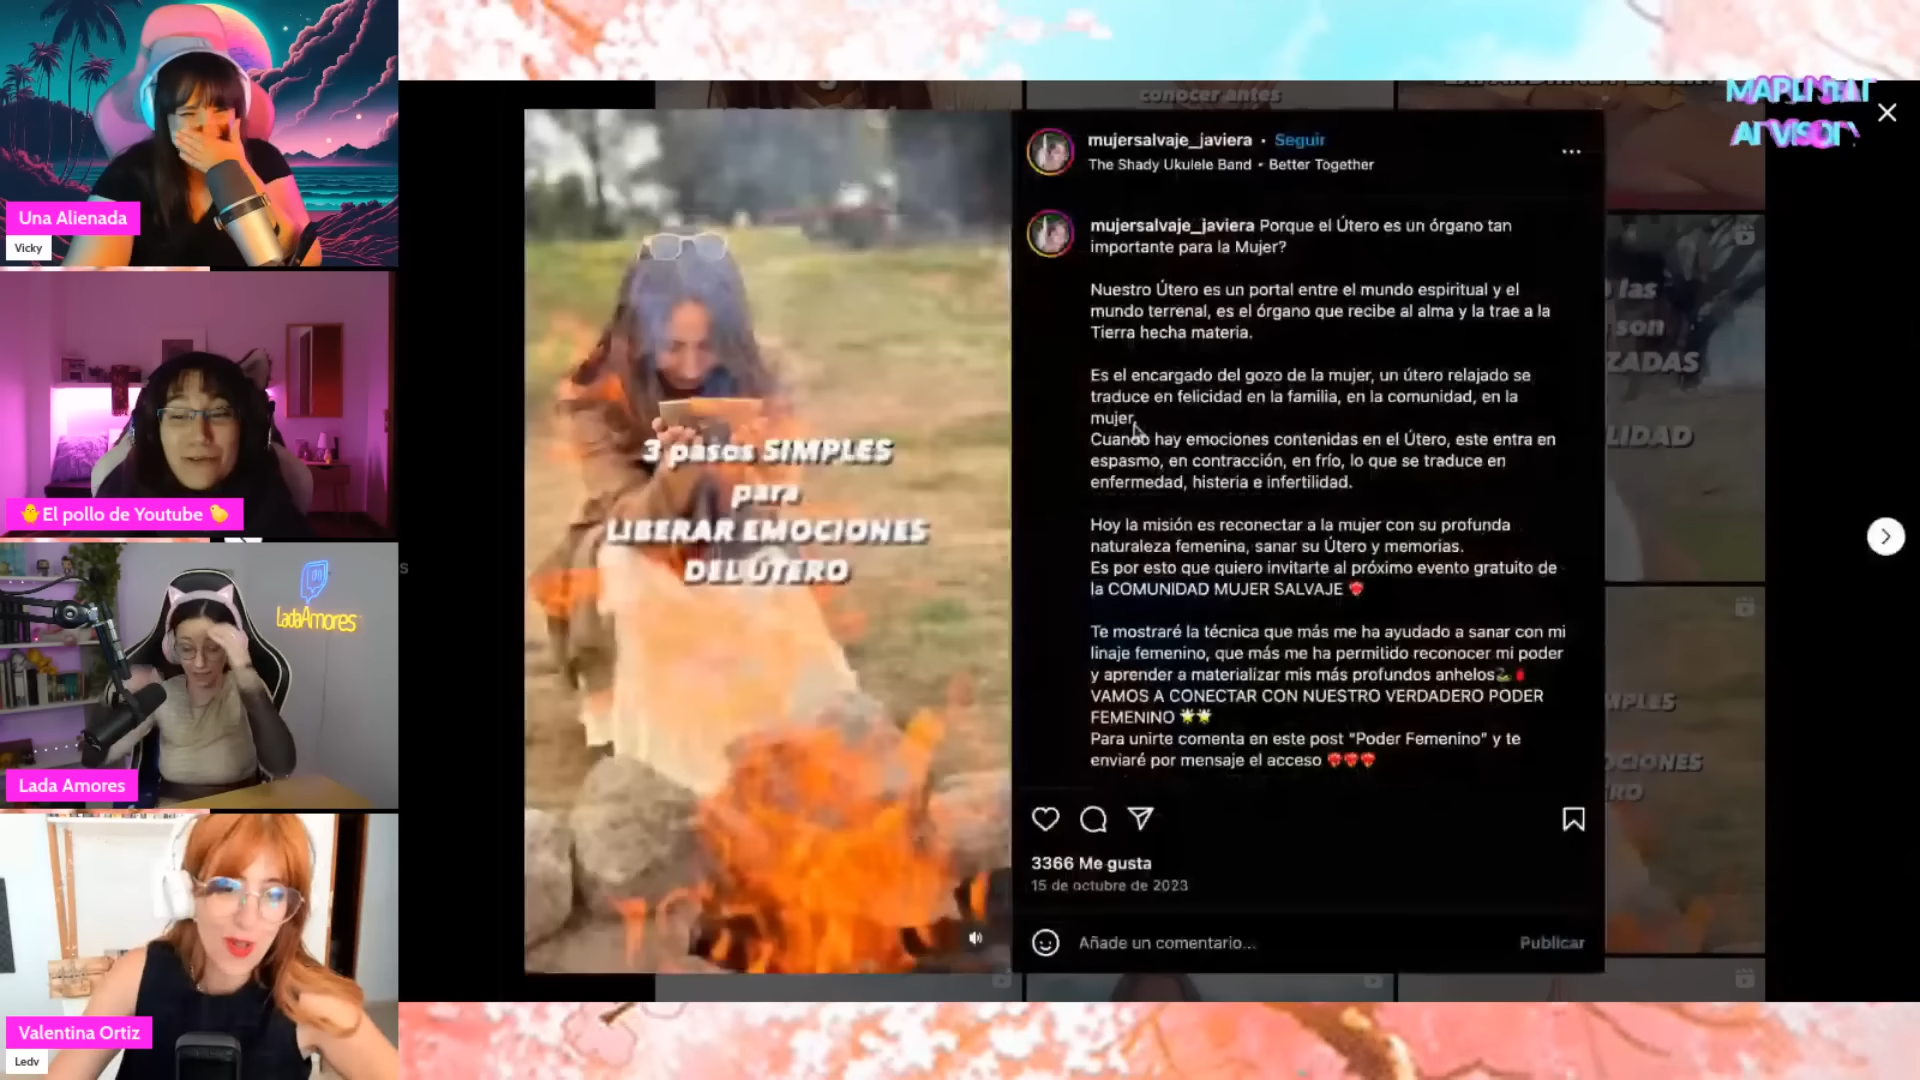 Una Alienada
Vicky
🐥El pollo de Youtube 🐤
LadaAmores
Lada Amores
Valentina Ortiz
Ledv
conocer antes
3 pasos SIMPLES
para
LIBERAR EMOCIONES
DEL ÚTERO
mujersalvaje_javiera • Seguir
The Shady Ukulele Band • Better Together
mujersalvaje_javiera Porque el Útero es un órgano tan
importante para la Mujer?
Nuestro Útero es un portal entre el mundo espiritual y el
mundo terrenal, es el órgano que recibe al alma y la trae a la
Tierra hecha materia.
Es el encargado del gozo de la mujer, un útero relajado se
traduce en felicidad en la familia, en la comunidad, en la
mujer.
Cuando hay emociones contenidas en el Útero, este entra en
espasmo, en contracción, en frío, lo que se traduce en
enfermedad, histeria e infertilidad.
Hoy la misión es reconectar a la mujer con su profunda
naturaleza femenina, sanar su Útero y memorias.
Es por esto que quiero invitarte al próximo evento gratuito de
la COMUNIDAD MUJER SALVAJE
Te mostraré la técnica que más me ha ayudado a sanar con mi
linaje femenino, que más me ha permitido reconocer mi poder
y aprender a materializar mis más profundos anhelos
VAMOS A CONECTAR CON NUESTRO VERDADERO PODER
FEMENINO 🌟🌟
Para unirte comenta en este post "Poder Femenino" y te
enviaré por mensaje el acceso
3366 Me gusta
15 de octubre de 2023
Añade un comentario...
Publicar
las
son
ZADAS
LIDAD